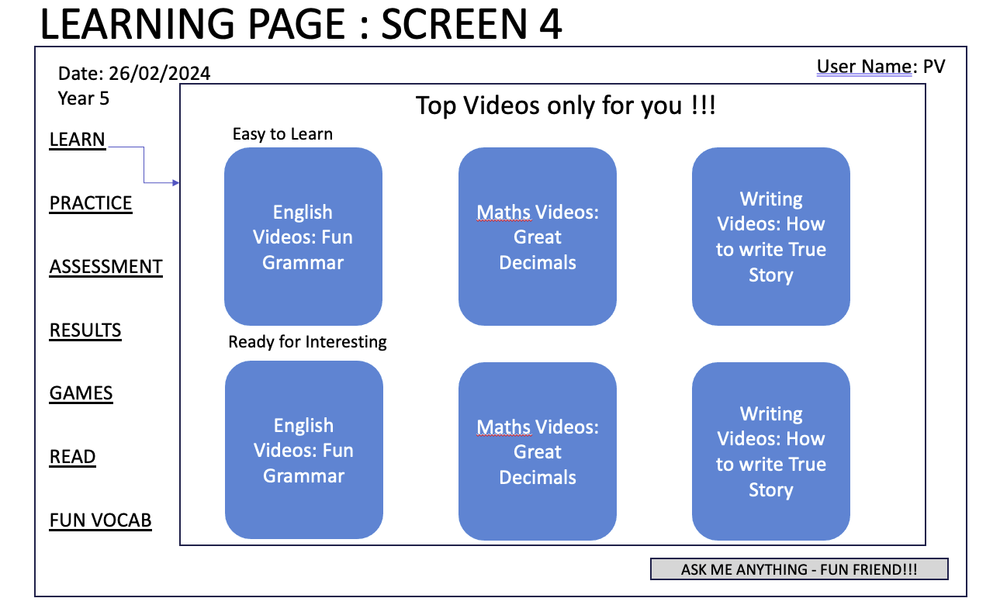 LEARNING PAGE : SCREEN 4
Date: 26/02/2024
User Name: PV
Year 5
LEARN
PRACTICE
ASSESSMENT
RESULTS
GAMES
READ
FUN VOCAB
Top Videos only for you !!!
Easy to Learn
English
Videos: Fun
Grammar
Maths Videos:
Great
Decimals
Writing
Videos: How
to write True
Story
Ready for Interesting
English
Videos: Fun
Grammar
Maths Videos:
Great
Decimals
Writing
Videos: How
to write True
Story
ASK ME ANYTHING - FUN FRIEND!!!